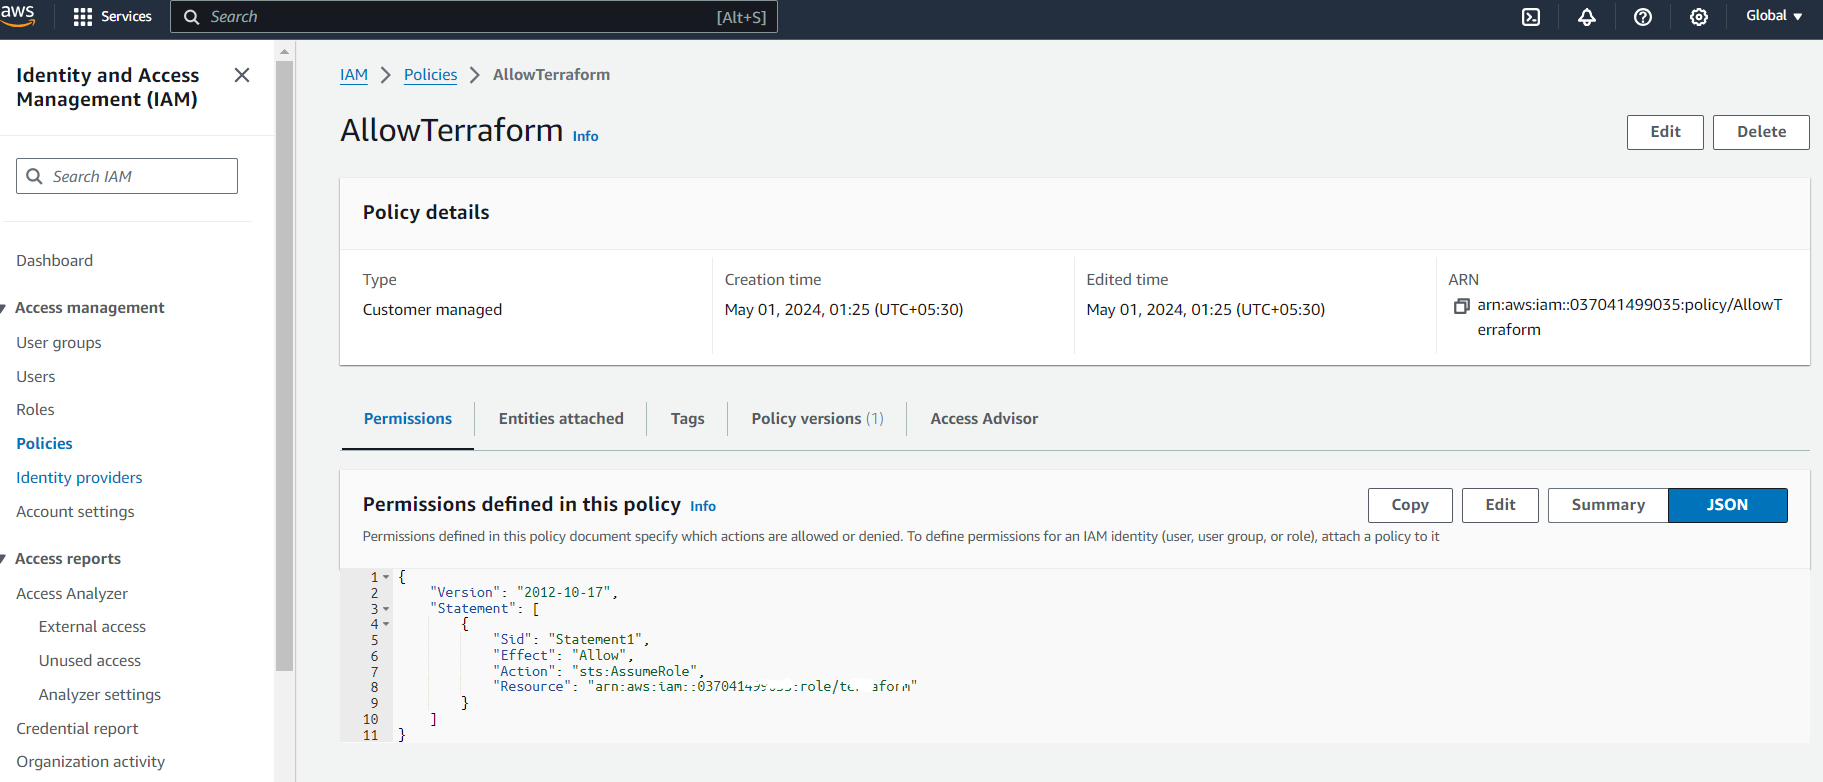 aws
Services
Search
[Alt+S]
Global
Identity and Access
Management (IAM)
Search IAM
Dashboard
Access management
User groups
Users
Roles
Policies
Identity providers
Account settings
Access reports
Access Analyzer
External access
Unused access
Analyzer settings
Credential report
Organization activity
IAM > Policies > AllowTerraform
AllowTerraform Info
Edit
Delete
Policy details
Type
Customer managed
Creation time
May 01, 2024, 01:25 (UTC+05:30)
Edited time
May 01, 2024, 01:25 (UTC+05:30)
ARN
arn:aws:iam::037041499035:policy/AllowT
erraform
Permissions
Entities attached
Tags
Policy versions (1)
Access Advisor
Permissions defined in this policy Info
Copy
Edit
Summary
JSON
Permissions defined in this policy document specify which actions are allowed or denied. To define permissions for an IAM identity (user, user group, or role), attach a policy to it
1 {
2 "Version": "2012-10-17",
3 "Statement": [
4 {
5 "Sid": "Statement1",
6 "Effect": "Allow",
7 "Action": "sts:AssumeRole",
8 "Resource": "arn:aws:iam::037041499035:role/terraform"
9 }
10 ]
11 }